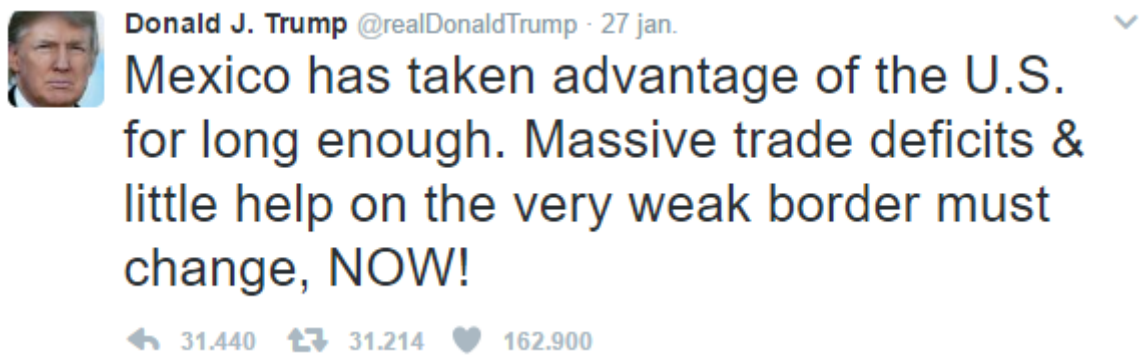 Donald J. Trump @realDonaldTrump · 27 jan.
Mexico has taken advantage of the U.S.
for long enough. Massive trade deficits &
little help on the very weak border must
change, NOW!
31.440 31.214 162.900